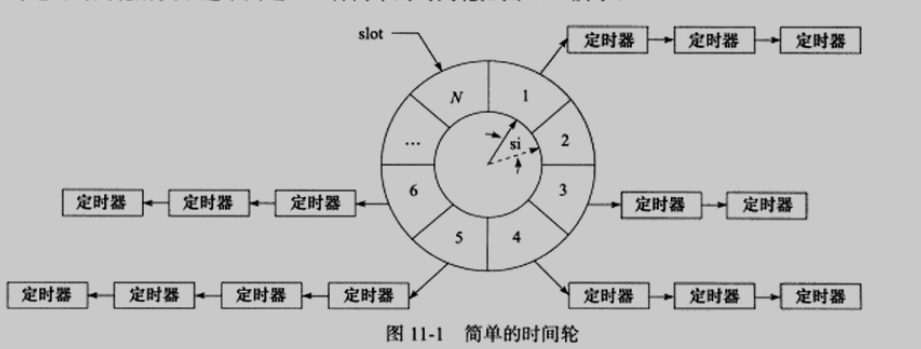 slot
定时器 定时器 定时器
N 1
… si 2
6 3
定时器 定时器 定时器 定时器 定时器
5 4
定时器 定时器 定时器 定时器 定时器 定时器 定时器
图 11-1 简单的时间轮